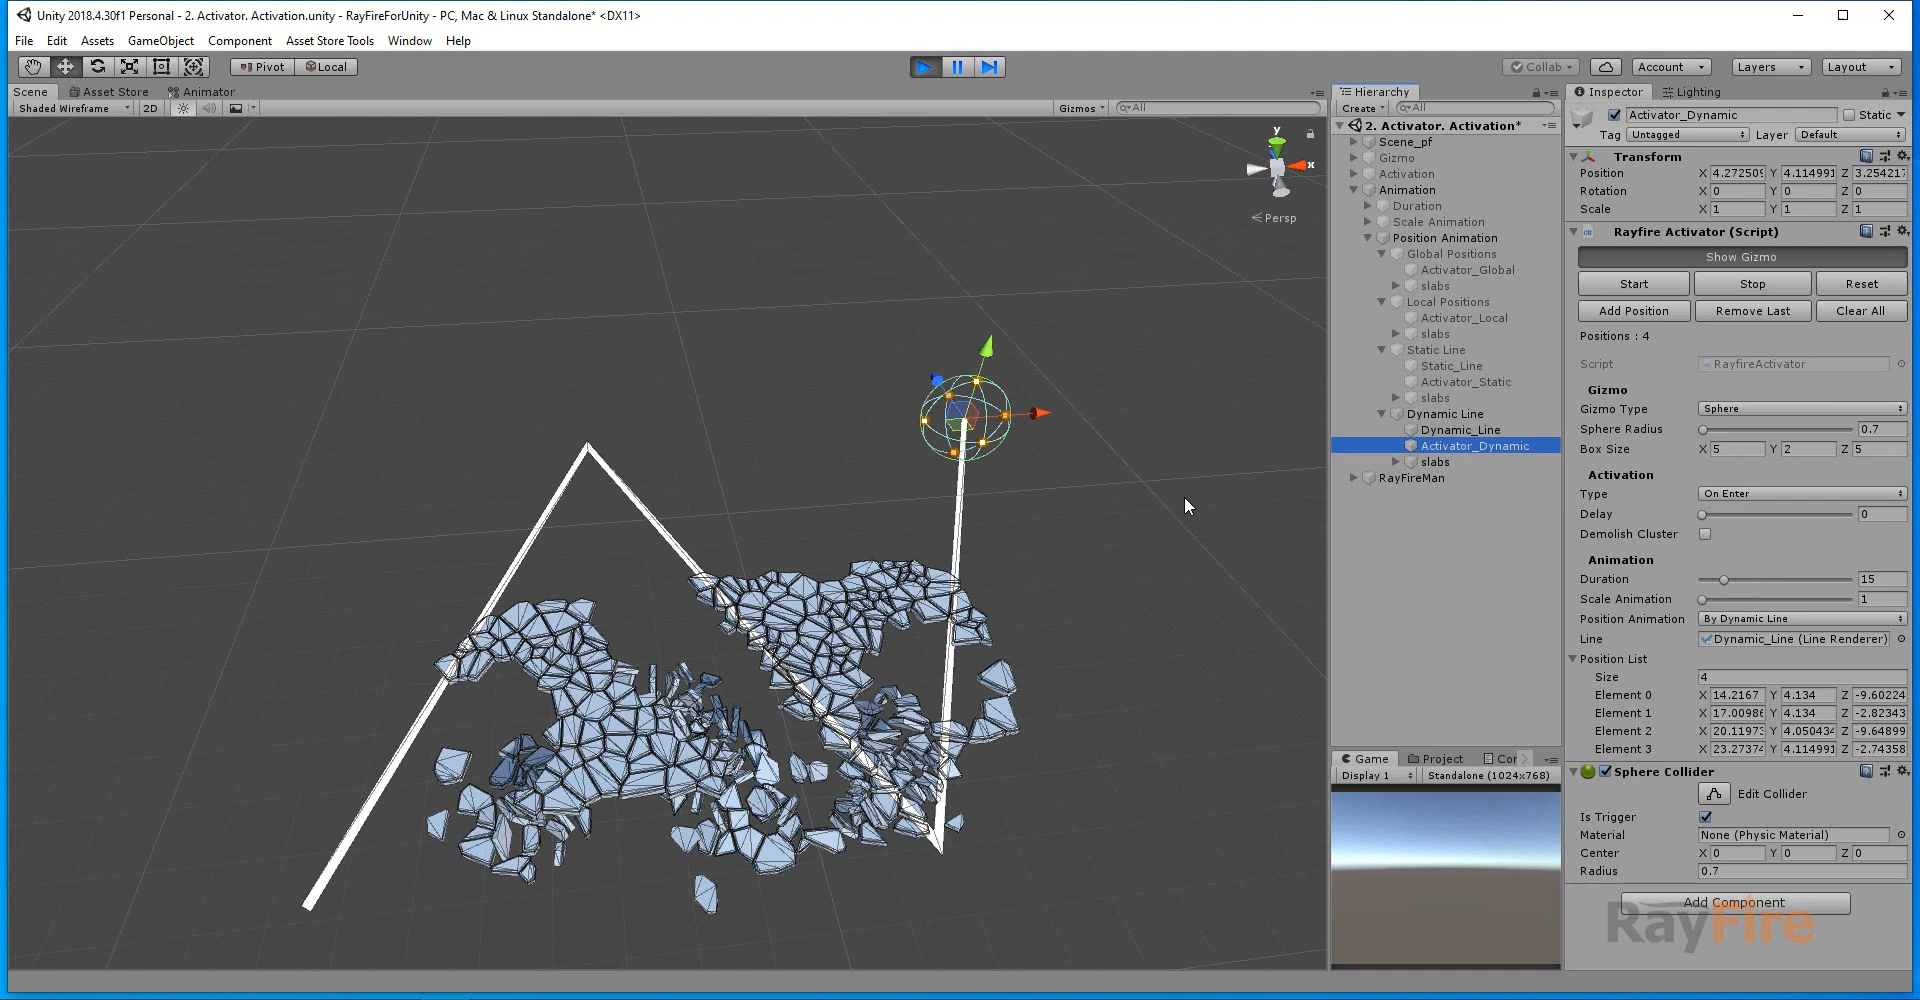 Unity 2018.4.30f1 Personal - 2. Activator. Activation.unity - RayFireForUnity - PC, Mac & Linux Standalone* <DX11>
File Edit Assets GameObject Component Asset Store Tools Window Help
Pivot Local Collab Account Layers Layout
Scene Asset Store Animator
Shaded Wireframe 2D Gizmos All
y
x
Persp
Hierarchy
Create All
2. Activator. Activation*
Scene_pf
Gizmo
Activation
Animation
Duration
Scale Animation
Position Animation
Global Positions
Activator_Global
slabs
Local Positions
Activator_Local
slabs
Static Line
Static_Line
Activator_Static
slabs
Dynamic Line
Dynamic_Line
Activator_Dynamic
slabs
RayFireMan
Game Project Con
Display 1 Standalone (1024x768)
Inspector Lighting
Activator_Dynamic Static
Tag Untagged Layer Default
Transform
Position X 4.272509 Y 4.114991 Z 3.254217
Rotation X 0 Y 0 Z 0
Scale X 1 Y 1 Z 1
Rayfire Activator (Script)
Show Gizmo
Start Stop Reset
Add Position Remove Last Clear All
Positions : 4
Script RayfireActivator
Gizmo
Gizmo Type Sphere
Sphere Radius 0.7
Box Size X 5 Y 2 Z 5
Activation
Type On Enter
Delay 0
Demolish Cluster
Animation
Duration 15
Scale Animation 1
Position Animation By Dynamic Line
Line Dynamic_Line (Line Renderer)
Position List
Size 4
Element 0 X 14.2167 Y 4.134 Z -9.60224
Element 1 X 17.00986 Y 4.134 Z -2.82343
Element 2 X 20.11973 Y 4.050434 Z -9.64899
Element 3 X 23.27374 Y 4.114991 Z -2.74358
Sphere Collider
Edit Collider
Is Trigger
Material None (Physic Material)
Center X 0 Y 0 Z 0
Radius 0.7
Add Component
RayFire